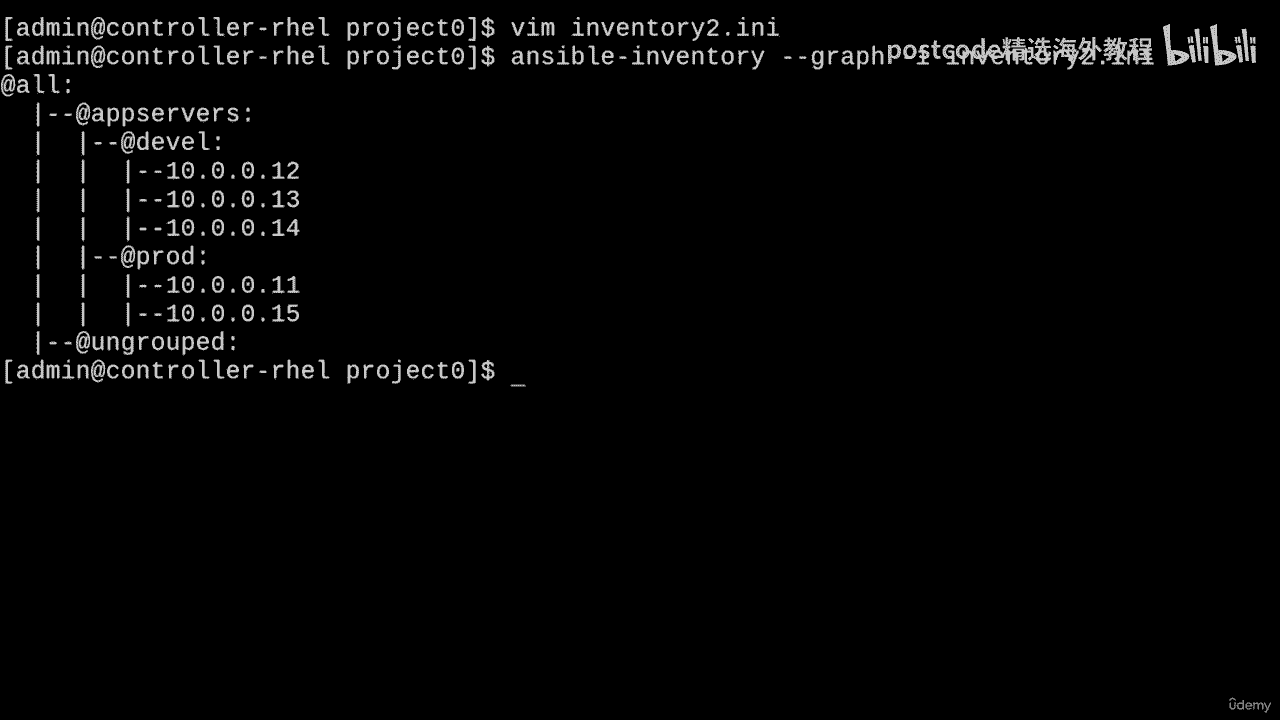 [admin@controller-rhel project0]$ vim inventory2.ini
[admin@controller-rhel project0]$ ansible-inventory --graph -i inventory2.ini
postcode精选海外教程 bilibili
@all:
  |--@appservers:
  |  |--@devel:
  |  |  |--10.0.0.12
  |  |  |--10.0.0.13
  |  |  |--10.0.0.14
  |  |--@prod:
  |  |  |--10.0.0.11
  |  |  |--10.0.0.15
  |--@ungrouped:
[admin@controller-rhel project0]$ _
ûdemy